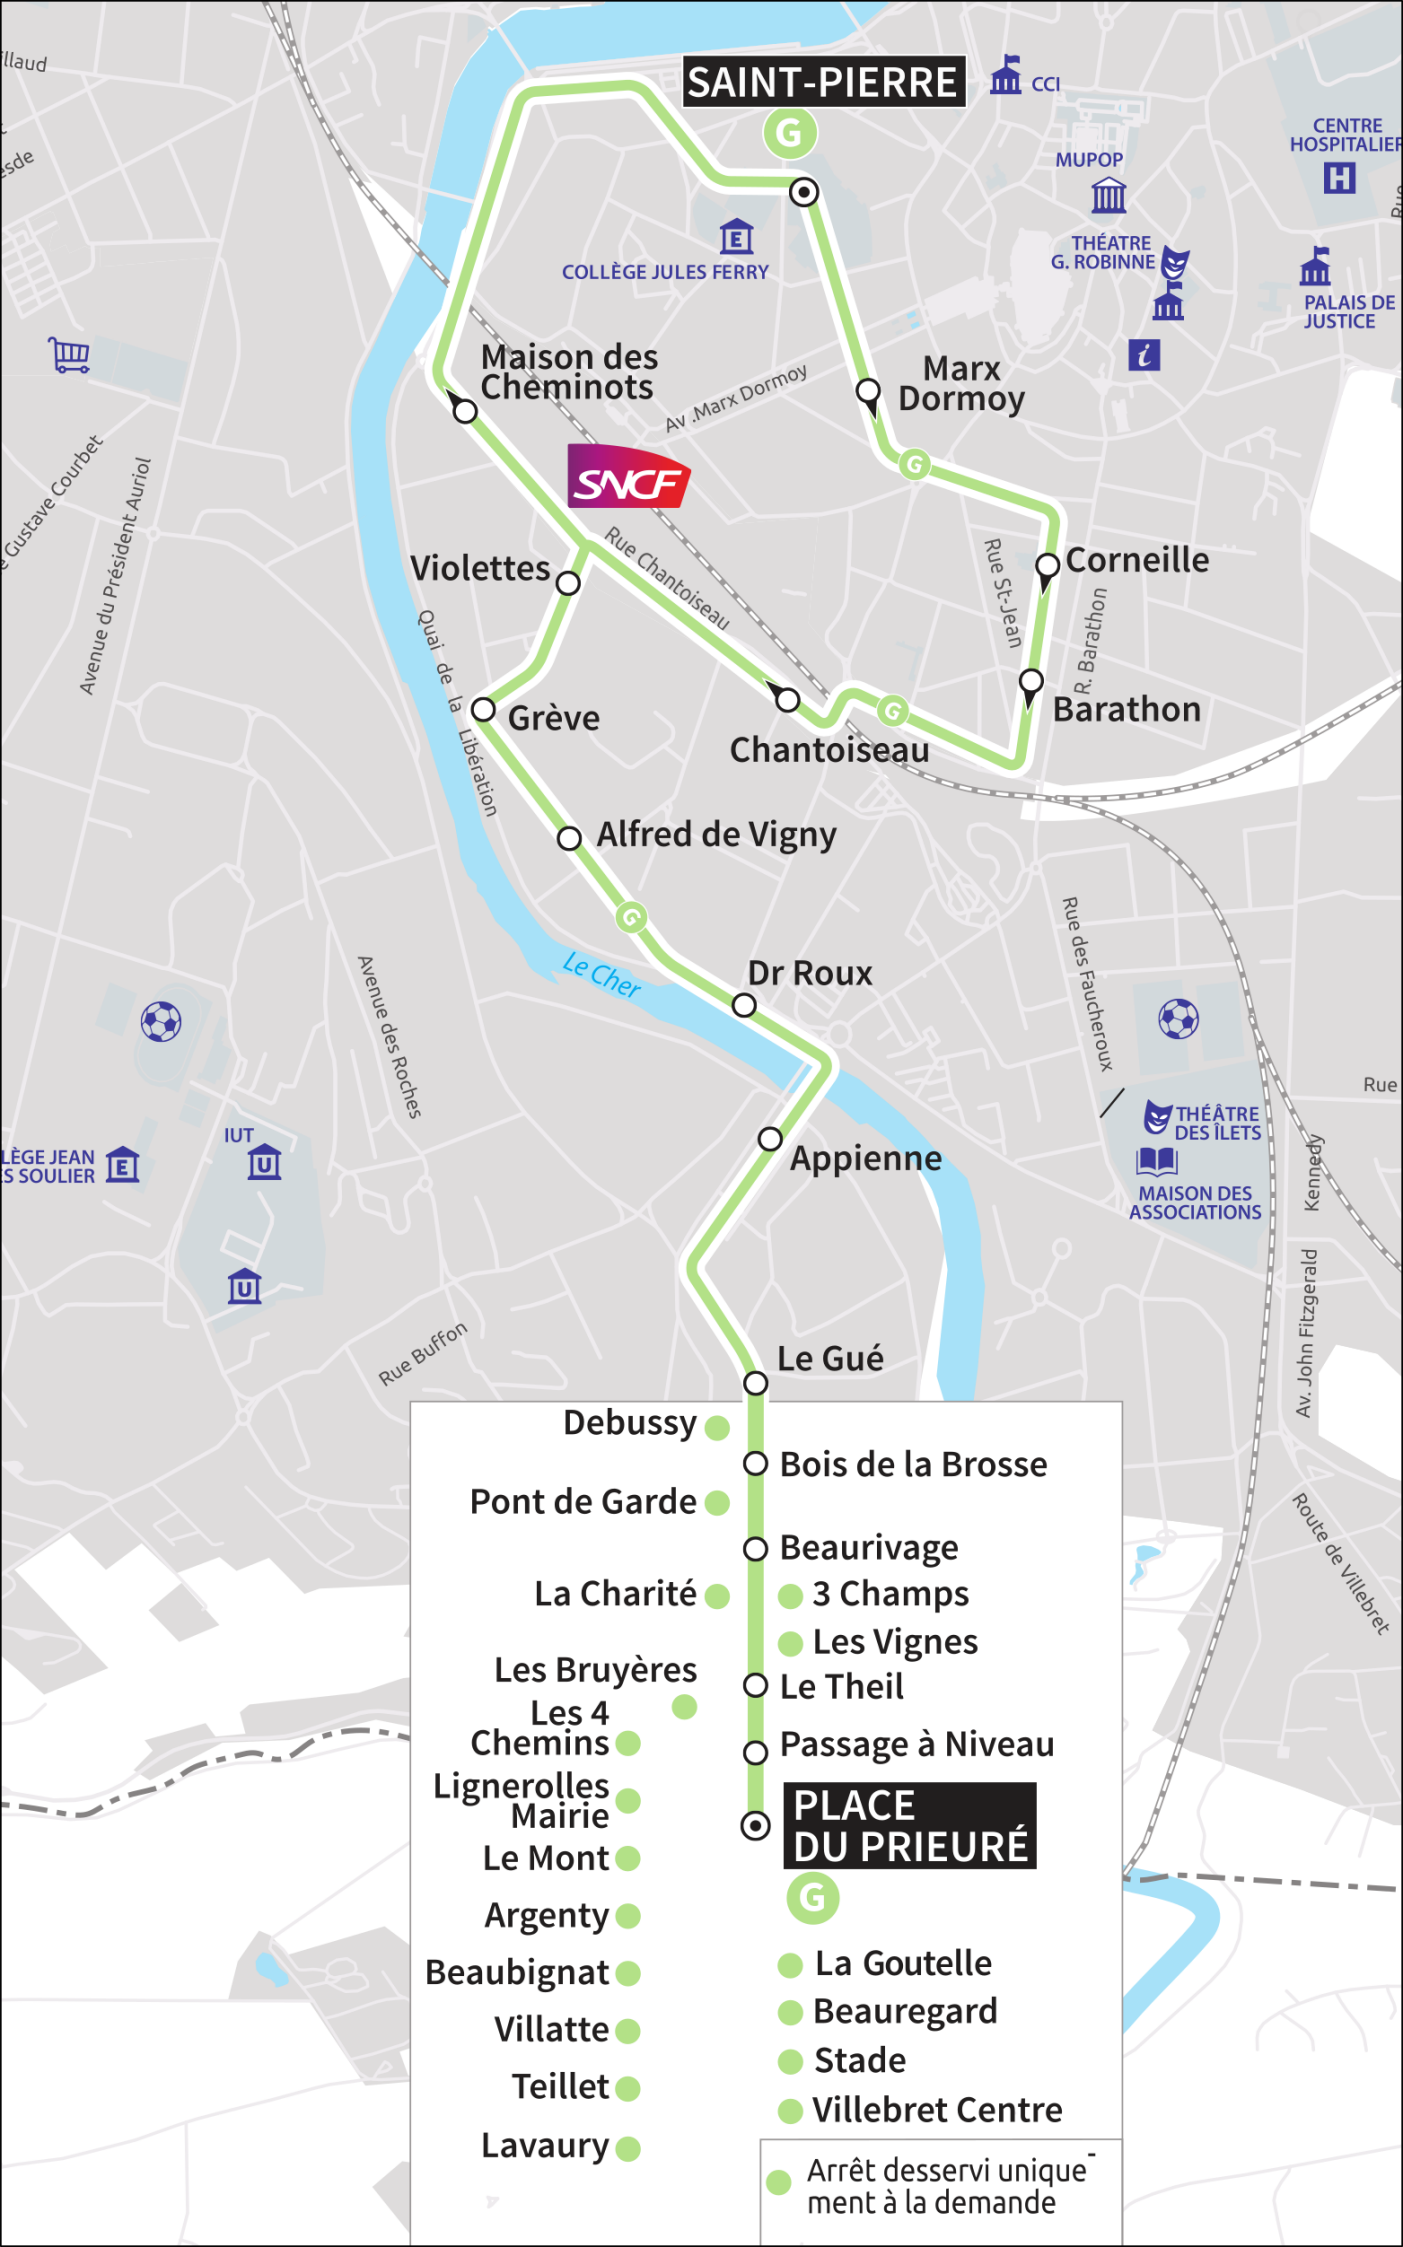 SAINT-PIERRE
G
CCI
CENTRE
HOSPITALIER
H
MUPOP
THÉATRE
G. ROBINNE
PALAIS DE
JUSTICE
i
E
COLLÈGE JULES FERRY
Maison des
Cheminots
Av .Marx Dormoy
Marx
Dormoy
G
SNCF
Gustave Courbet
Avenue du Président Auriol
Violettes
Rue Chantoiseau
Rue St-Jean
Corneille
R. Barathon
Quai de la Libération
Grève
G
Barathon
Chantoiseau
Alfred de Vigny
G
Le Cher
Dr Roux
Avenue des Roches
Rue des Faucheroux
Rue
THÉÂTRE
DES ÎLETS
MAISON DES
ASSOCIATIONS
IUT
U
LÈGE JEAN
S SOULIER
E
U
Appienne
Av. John Fitzgerald Kennedy
Rue Buffon
Le Gué
Debussy
Bois de la Brosse
Pont de Garde
Beaurivage
La Charité
3 Champs
Les Vignes
Les Bruyères
Le Theil
Les 4
Chemins
Passage à Niveau
Lignerolles
Mairie
PLACE
DU PRIEURÉ
G
Le Mont
Argenty
Beaubignat
Villatte
Teillet
Lavaury
La Goutelle
Beauregard
Stade
Villebret Centre
Route de Villebret
Arrêt desservi unique-
ment à la demande